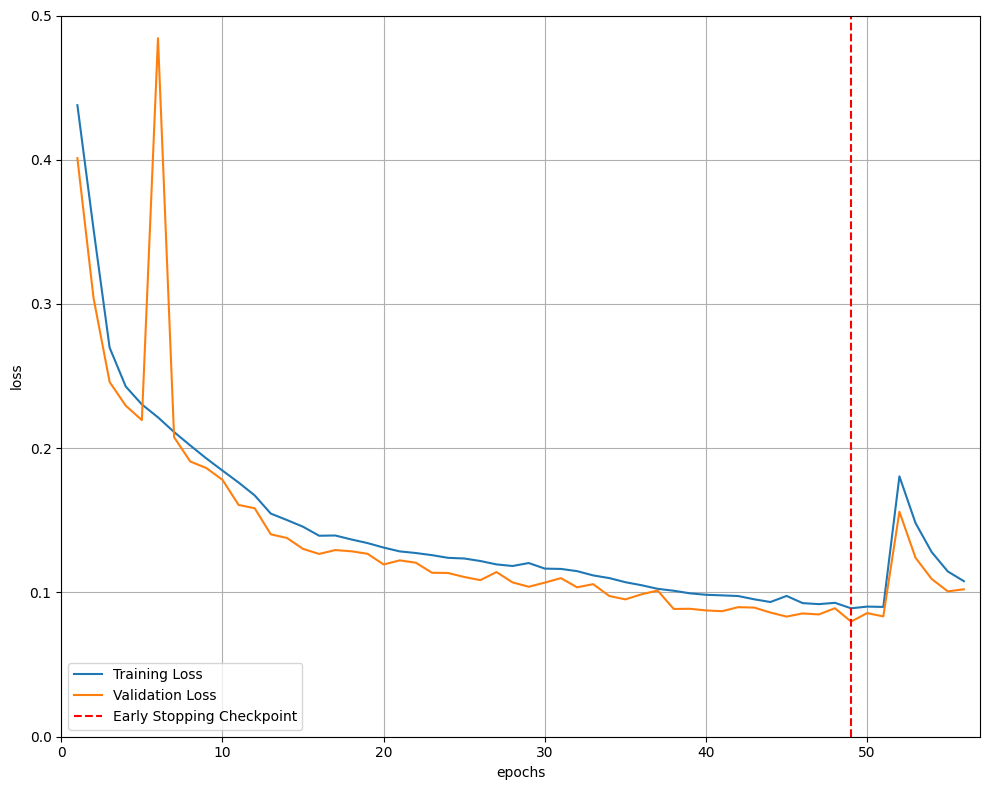 0.5
0.4
0.3
0.2
0.1
0.0
loss
Training Loss
Validation Loss
Early Stopping Checkpoint
0 10 20 30 40 50
epochs